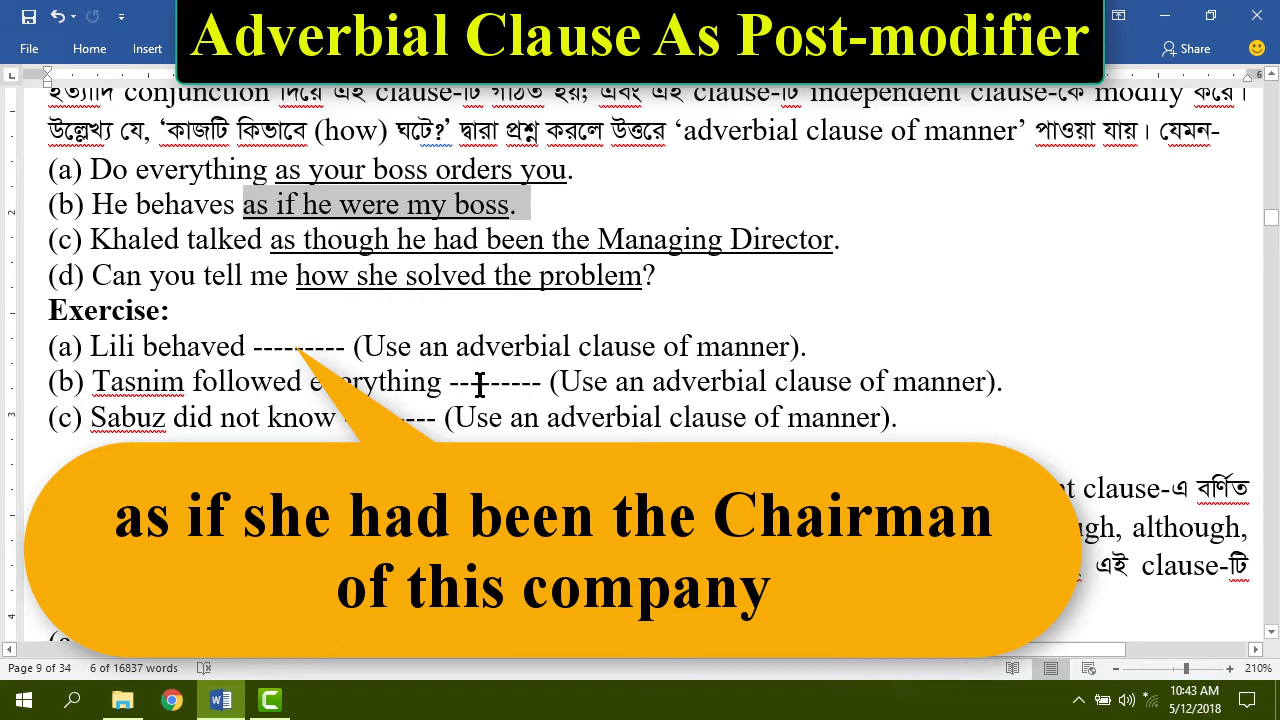 Adverbial Clause As Post-modifier
File Home Insert Share
ইত্যাদি conjunction দিয়ে এই clause-টি গঠিত হয়; এবং এই clause-টি independent clause-কে modify করে।
উল্লেখ্য যে, ‘কাজটি কিভাবে (how) ঘটে?’ দ্বারা প্রশ্ন করলে উত্তরে ‘adverbial clause of manner’ পাওয়া যায়। যেমন-
(a) Do everything as your boss orders you.
(b) He behaves as if he were my boss.
(c) Khaled talked as though he had been the Managing Director.
(d) Can you tell me how she solved the problem?
Exercise:
(a) Lili behaved --------- (Use an adverbial clause of manner).
(b) Tasnim followed everything --------- (Use an adverbial clause of manner).
(c) Sabuz did not know --------- (Use an adverbial clause of manner).
clause-এ বর্ণিত
although,
এই clause-টি
as if she had been the Chairman
of this company
Page 9 of 34 6 of 16837 words 210%
10:43 AM
5/12/2018